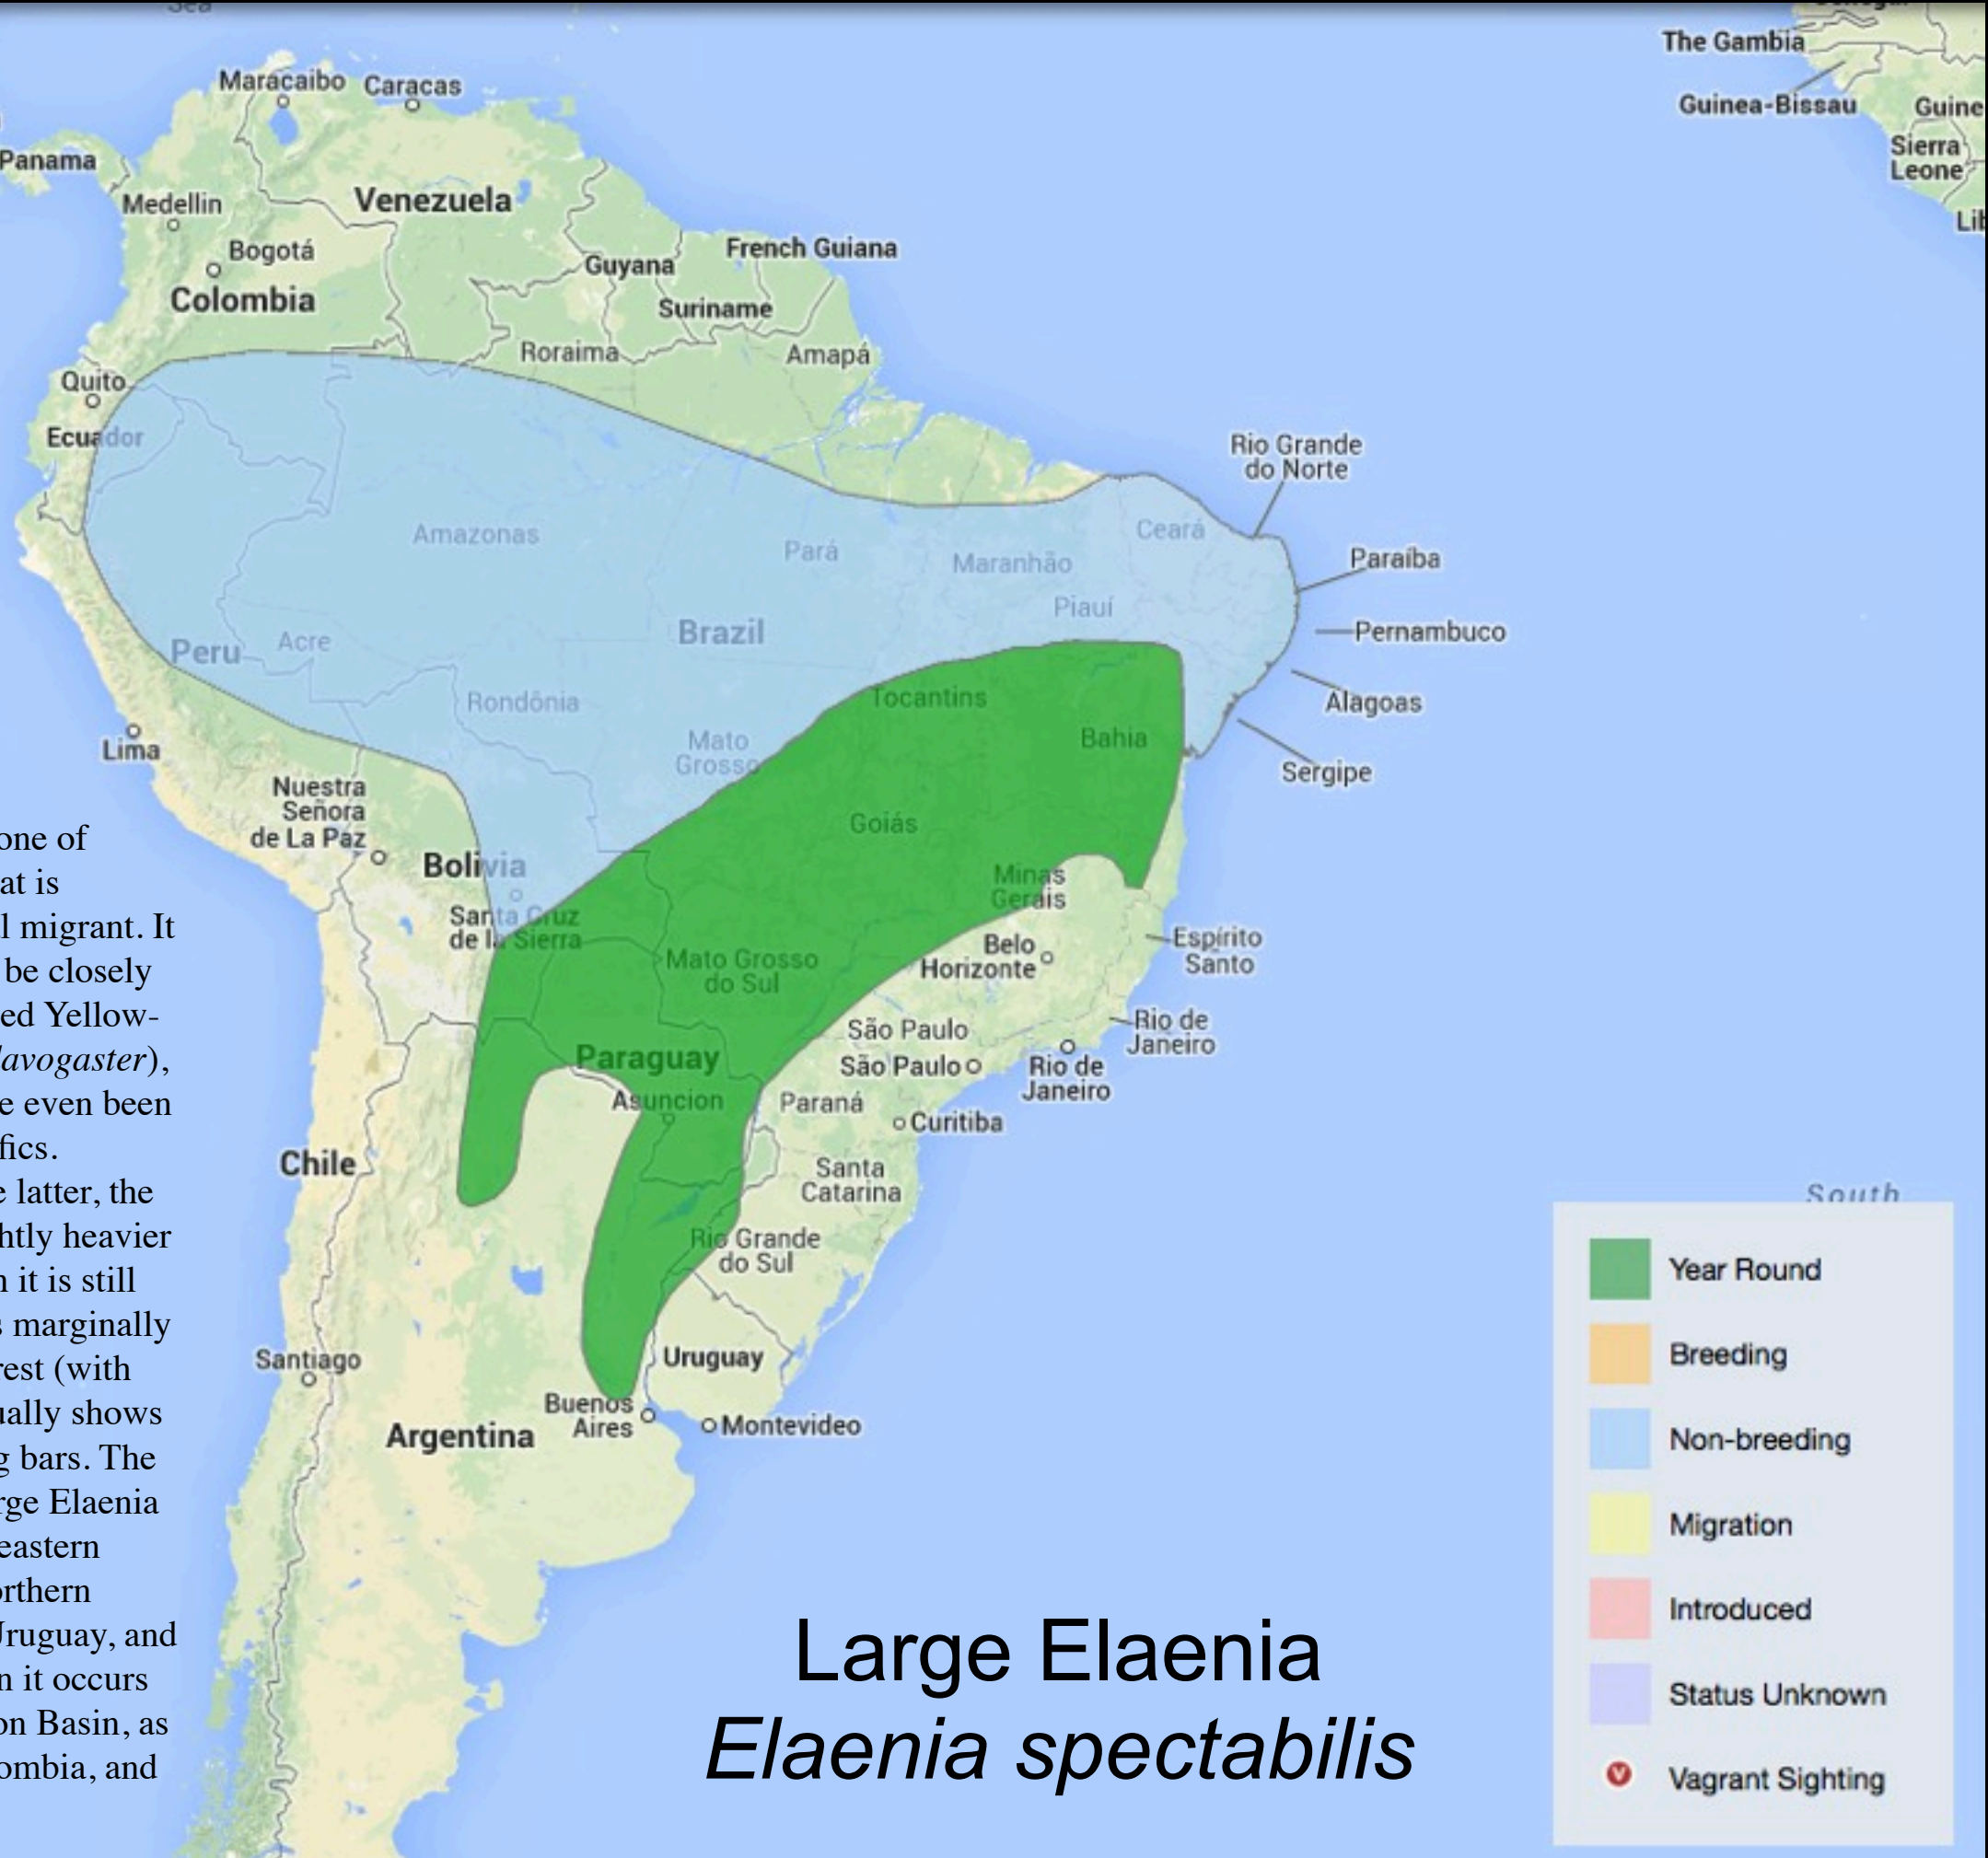 Sea
The Gambia
Guinea-Bissau
Guine
Sierra
Leone
Lib
Maracaibo
Caracas
Panama
Medellin
Venezuela
Bogotá
Colombia
Guyana
French Guiana
Suriname
Roraima
Amapá
Quito
Ecuador
Rio Grande
do Norte
Amazonas
Pará
Maranhão
Ceará
Paraíba
Piauí
Pernambuco
Brazil
Peru
Acre
Rondônia
Tocantins
Alagoas
Lima
Mato
Grosso
Bahia
Sergipe
Nuestra
Señora
de La Paz
Goiás
Bolivia
Minas
Gerais
Santa Cruz
de la Sierra
Mato Grosso
do Sul
Belo
Horizonte
Espírito
Santo
Paraguay
São Paulo
São Paulo
Rio de
Janeiro
Rio de
Janeiro
Asuncion
Paraná
Curitiba
Chile
Santa
Catarina
Rio Grande
do Sul
Santiago
Uruguay
Buenos
Aires
Montevideo
Argentina
one of
at is
l migrant. It
be closely
ed Yellow-
avogaster),
e even been
fics.
e latter, the
htly heavier
n it is still
s marginally
rest (with
ually shows
g bars. The
rge Elaenia
eastern
orthern
Uruguay, and
n it occurs
on Basin, as
ombia, and
South
Year Round
Breeding
Non-breeding
Migration
Introduced
Status Unknown
V
Vagrant Sighting
Large Elaenia
Elaenia spectabilis